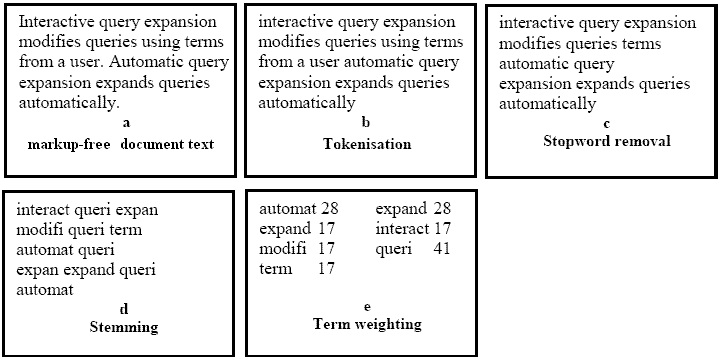 Interactive query expansion
modifies queries using terms
from a user. Automatic query
expansion expands queries
automatically.
a
markup-free document text
interactive query expansion
modifies queries using terms
from a user automatic query
expansion expands queries
automatically
b
Tokenisation
interactive query expansion
modifies queries terms
automatic query
expansion expands queries
automatically
c
Stopword removal
interact queri expan
modifi queri term
automat queri
expan expand queri
automat
d
Stemming
automat 28 expand 28
expand 17 interact 17
modifi 17 queri 41
term 17
e
Term weighting